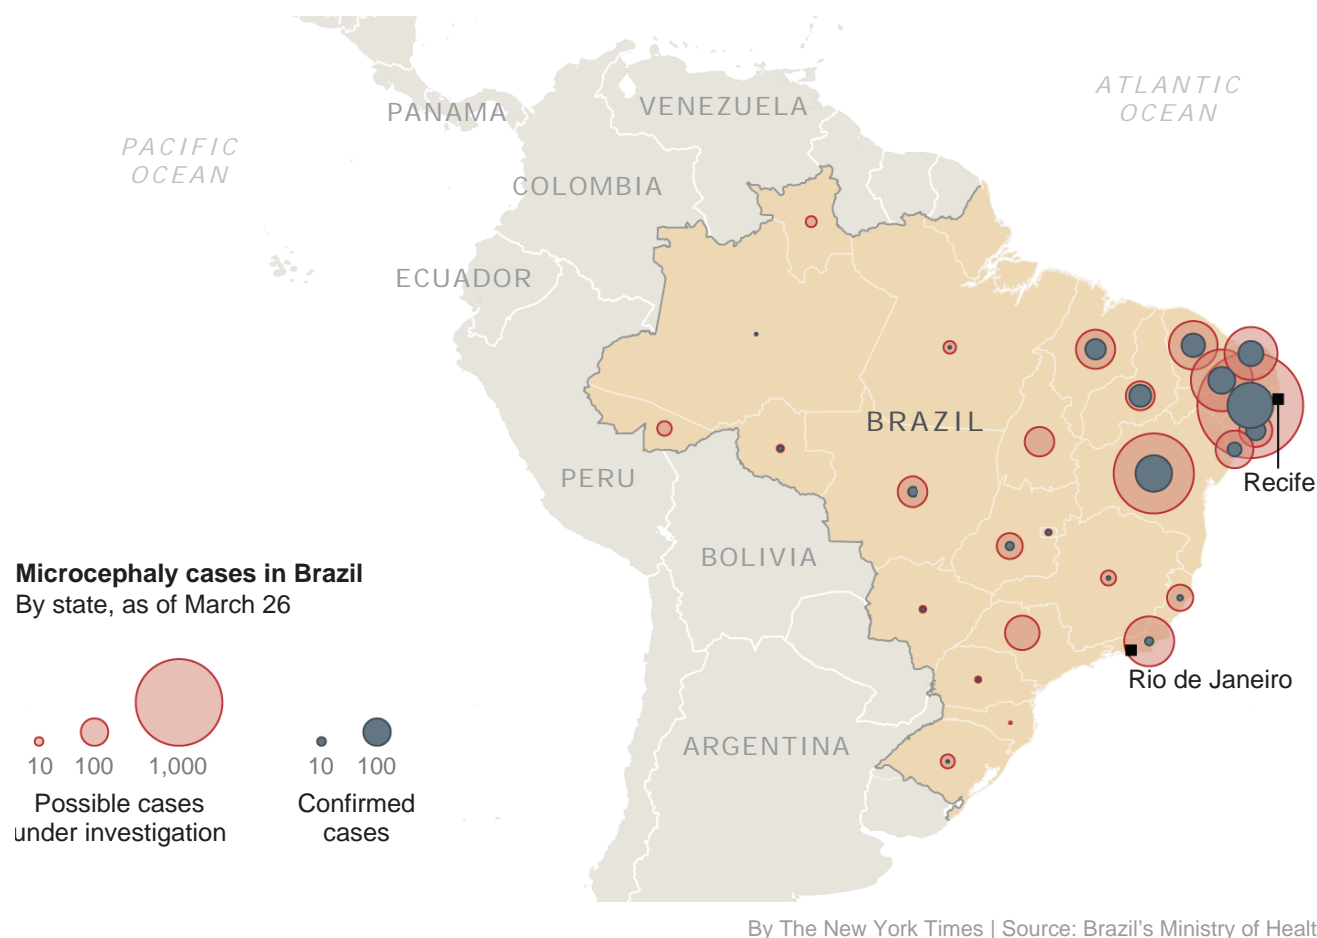 ATLANTIC
OCEAN
PACIFIC
OCEAN
PANAMA
VENEZUELA
COLOMBIA
ECUADOR
BRAZIL
PERU
Recife
BOLIVIA
Microcephaly cases in Brazil
By state, as of March 26
Rio de Janeiro
ARGENTINA
10 100 1,000 10 100
Possible cases
under investigation
Confirmed
cases
By The New York Times | Source: Brazil’s Ministry of Healt